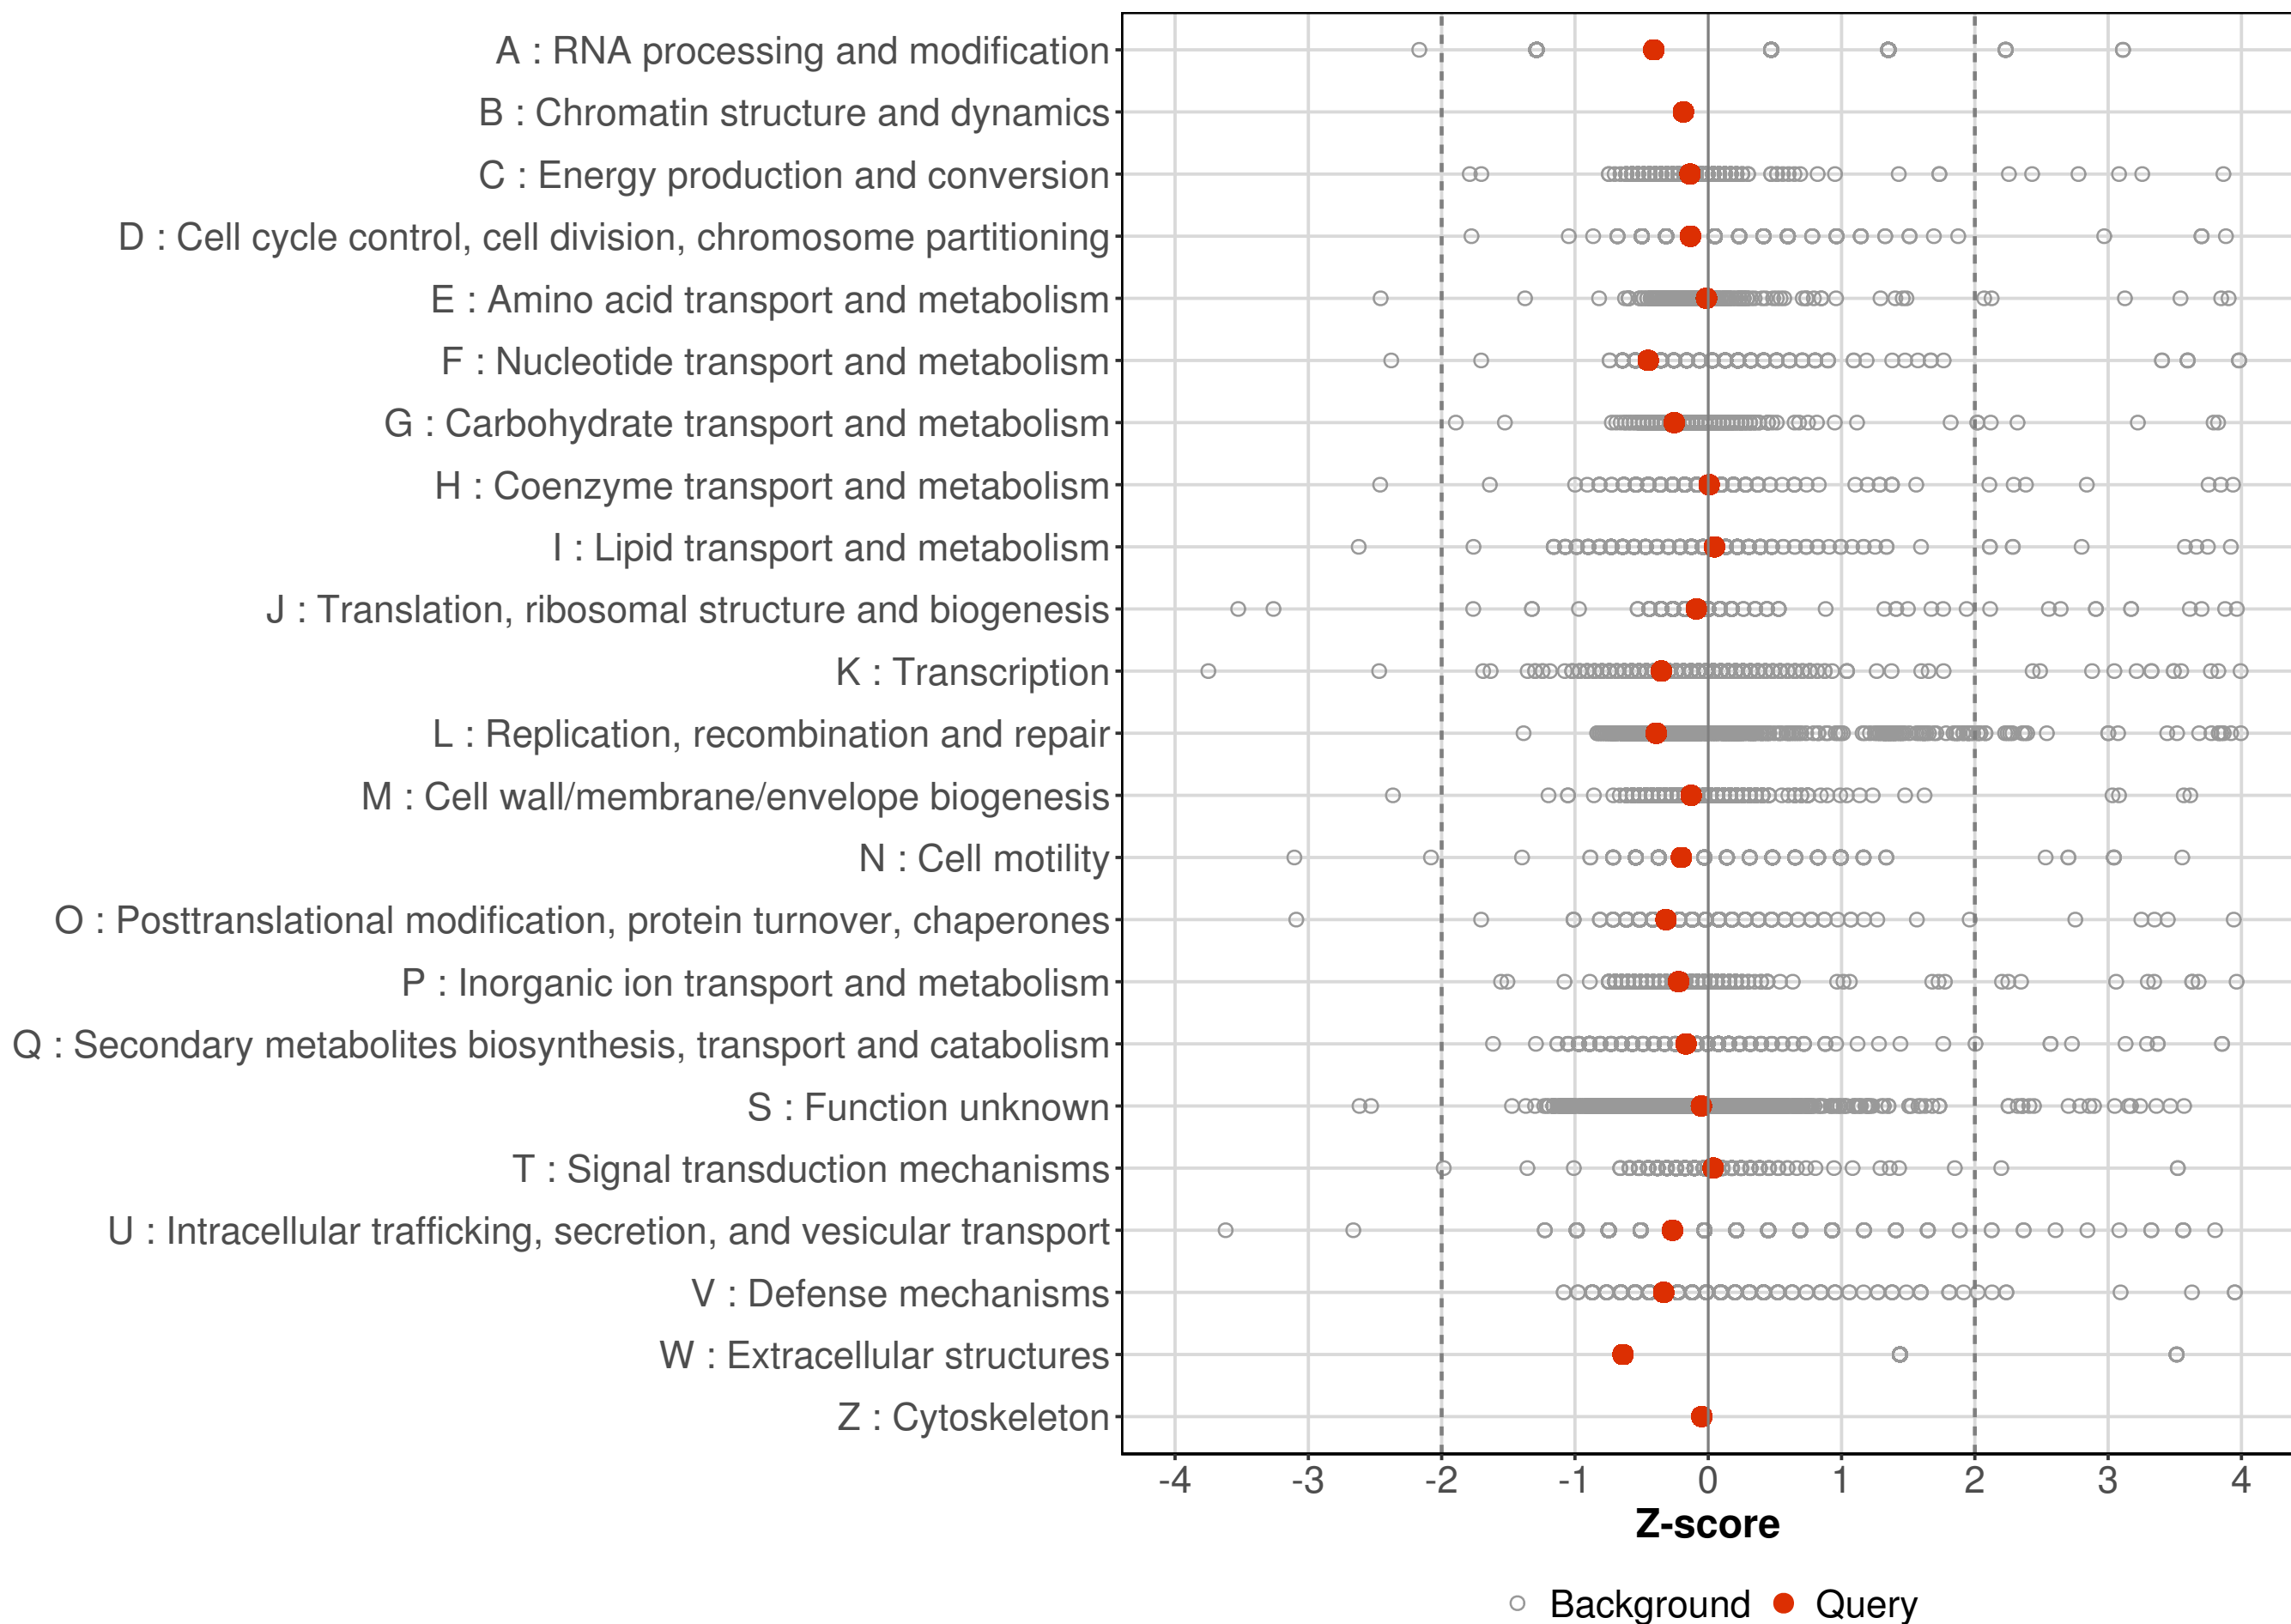 A : RNA processing and modification
B : Chromatin structure and dynamics
C : Energy production and conversion
D : Cell cycle control, cell division, chromosome partitioning
E : Amino acid transport and metabolism
F : Nucleotide transport and metabolism
G : Carbohydrate transport and metabolism
H : Coenzyme transport and metabolism
I : Lipid transport and metabolism
J : Translation, ribosomal structure and biogenesis
K : Transcription
L : Replication, recombination and repair
M : Cell wall/membrane/envelope biogenesis
N : Cell motility
O : Posttranslational modification, protein turnover, chaperones
P : Inorganic ion transport and metabolism
Q : Secondary metabolites biosynthesis, transport and catabolism
S : Function unknown
T : Signal transduction mechanisms
U : Intracellular trafficking, secretion, and vesicular transport
V : Defense mechanisms
W : Extracellular structures
Z : Cytoskeleton
-4 -3 -2 -1 0 1 2 3 4
Z-score
Background Query